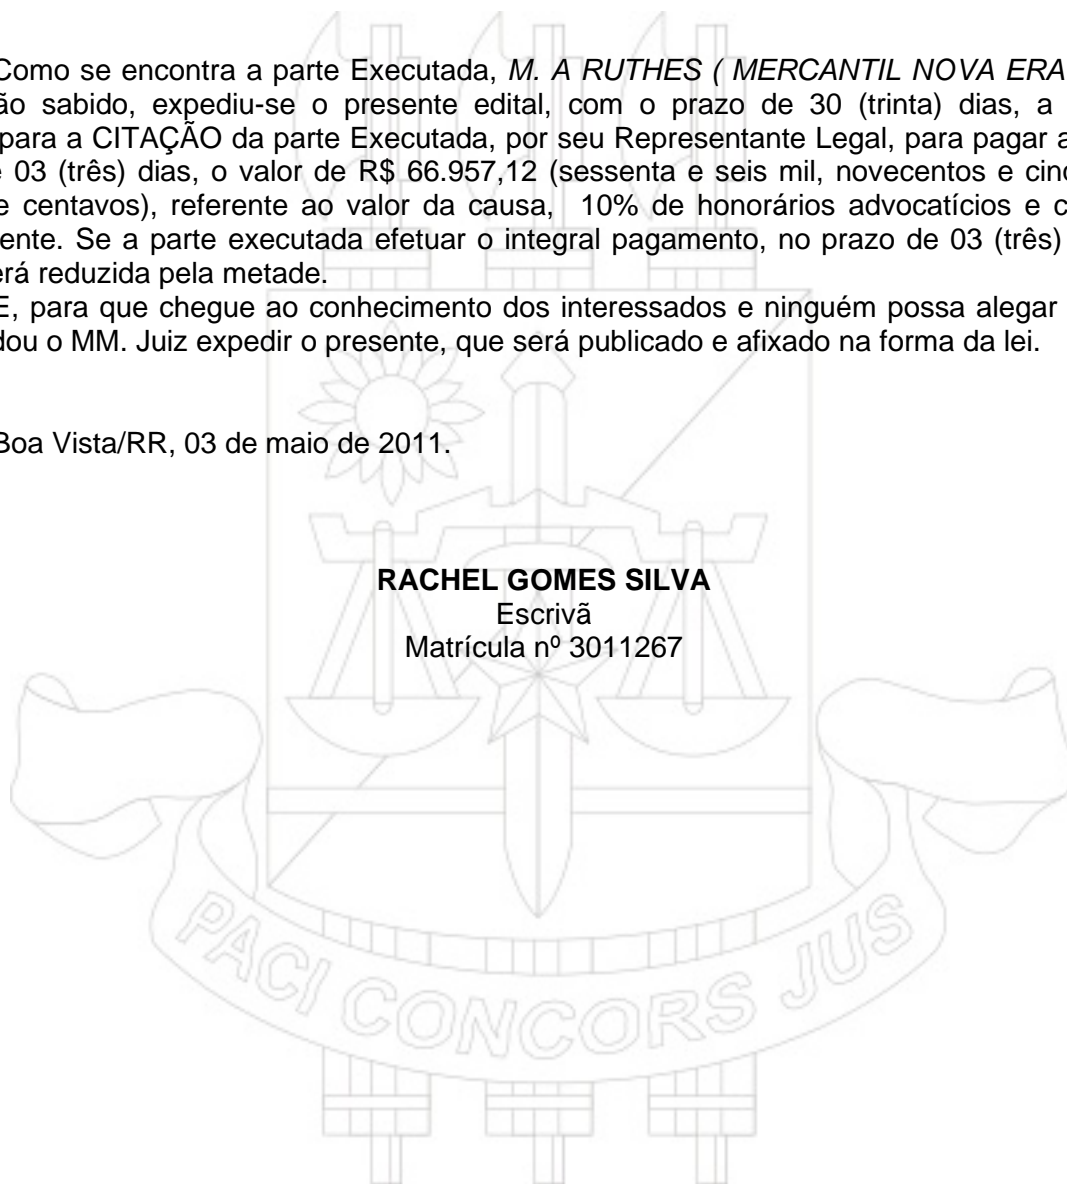 Como se encontra a parte Executada, M. A RUTHES ( MERCANTIL NOVA ERA
ão sabido, expediu-se o presente edital, com o prazo de 30 (trinta) dias, a
para a CITAÇÃO da parte Executada, por seu Representante Legal, para pagar a
e 03 (três) dias, o valor de R$ 66.957,12 (sessenta e seis mil, novecentos e cinc
e centavos), referente ao valor da causa, 10% de honorários advocatícios e c
ente. Se a parte executada efetuar o integral pagamento, no prazo de 03 (três)
erá reduzida pela metade.
E, para que chegue ao conhecimento dos interessados e ninguém possa alegar
dou o MM. Juiz expedir o presente, que será publicado e afixado na forma da lei.
Boa Vista/RR, 03 de maio de 2011.
RACHEL GOMES SILVA
Escrivã
Matrícula nº 3011267
PACI CONCORS JUS